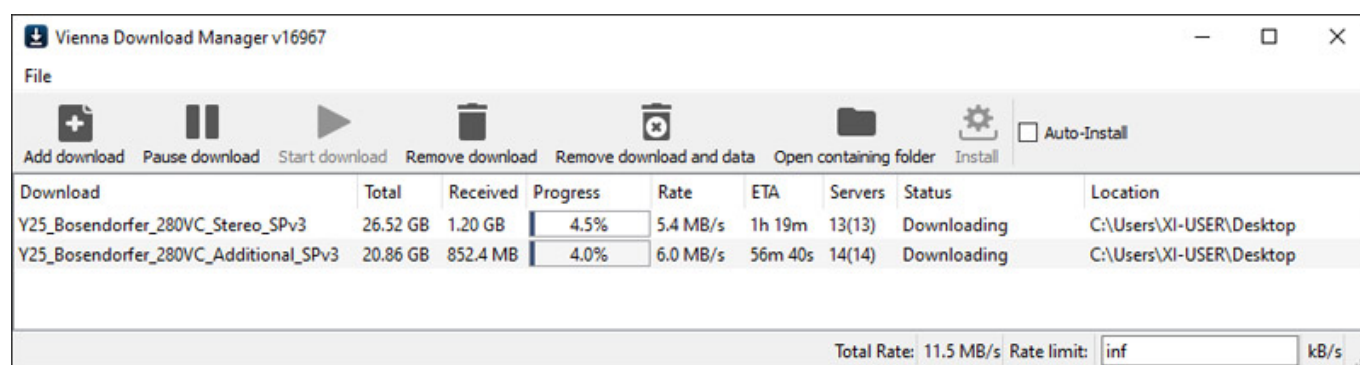 Vienna Download Manager v16967
File
Add download Pause download Start download Remove download Remove download and data Open containing folder Install Auto-Install
Download Total Received Progress Rate ETA Servers Status Location
Y25_Bosendorfer_280VC_Stereo_SPv3 26.52 GB 1.20 GB 4.5% 5.4 MB/s 1h 19m 13(13) Downloading C:\Users\XI-USER\Desktop
Y25_Bosendorfer_280VC_Additional_SPv3 20.86 GB 852.4 MB 4.0% 6.0 MB/s 56m 40s 14(14) Downloading C:\Users\XI-USER\Desktop
Total Rate: 11.5 MB/s Rate limit: inf kB/s